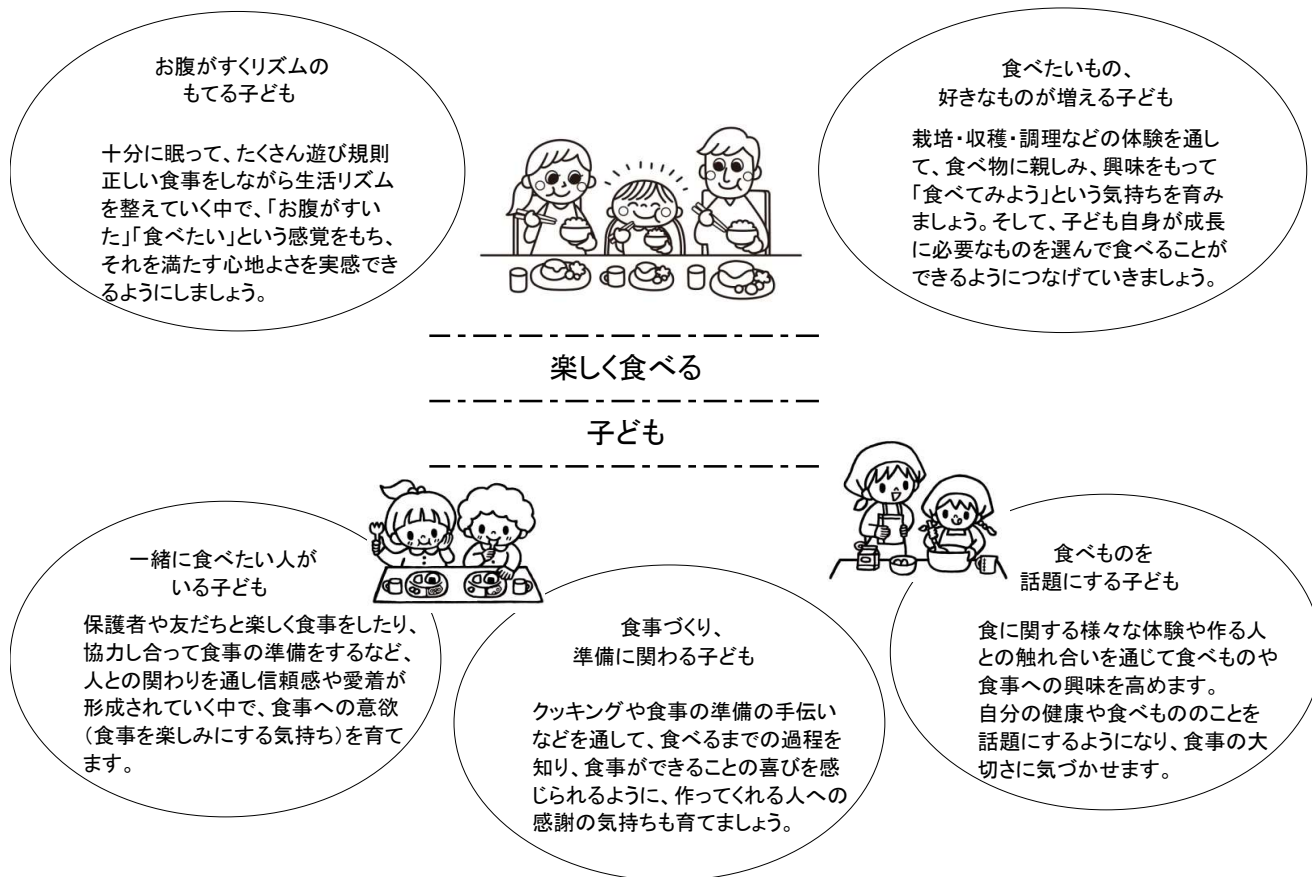 お腹がすくリズムの
もてる子ども
十分に眠って、たくさん遊び規則
正しい食事をしながら生活リズム
を整えていく中で、「お腹がすい
た」「食べたい」という感覚をもち、
それを満たす心地よさを実感でき
るようにしましょう。
食べたいもの、
好きなものが増える子ども
栽培・収穫・調理などの体験を通し
て、食べ物に親しみ、興味をもって
「食べてみよう」という気持ちを育み
ましょう。そして、子ども自身が成長
に必要なものを選んで食べることが
できるようにつなげていきましょう。
楽しく食べる
子ども
一緒に食べたい人が
いる子ども
保護者や友だちと楽しく食事をしたり、
協力し合って食事の準備をするなど、
人との関わりを通し信頼感や愛着が
形成されていく中で、食事への意欲
（食事を楽しみにする気持ち）を育て
ます。
食事づくり、
準備に関わる子ども
クッキングや食事の準備の手伝い
などを通して、食べるまでの過程を
知り、食事ができることの喜びを感
じられるように、作ってくれる人への
感謝の気持ちも育てましょう。
食べものを
話題にする子ども
食に関する様々な体験や作る人
との触れ合いを通じて食べものや
食事への興味を高めます。
自分の健康や食べもののことを
話題にするようになり、食事の大
切さに気づかせます。